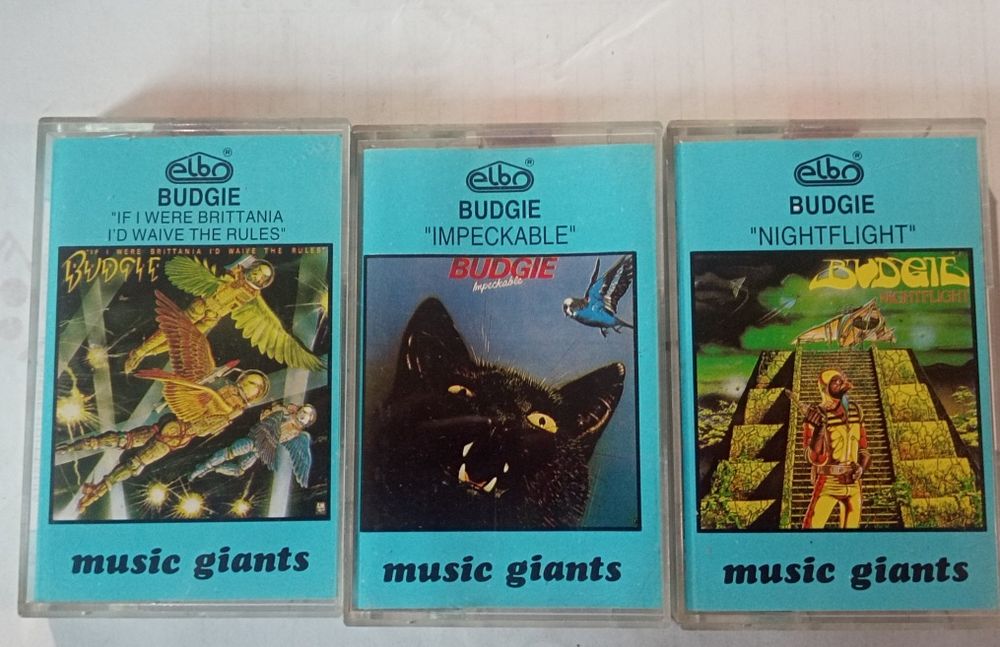 elbo®
BUDGIE
"IF I WERE BRITTANIA
I'D WAIVE THE RULES"
"IF I WERE BRITTANIA I'D WAIVE THE RULES"
BUDGIE
music giants
elbo®
BUDGIE
"IMPECKABLE"
BUDGIE
Impeckable
music giants
elbo®
BUDGIE
"NIGHTFLIGHT"
BUDGIE
NIGHTFLIGHT
music giants